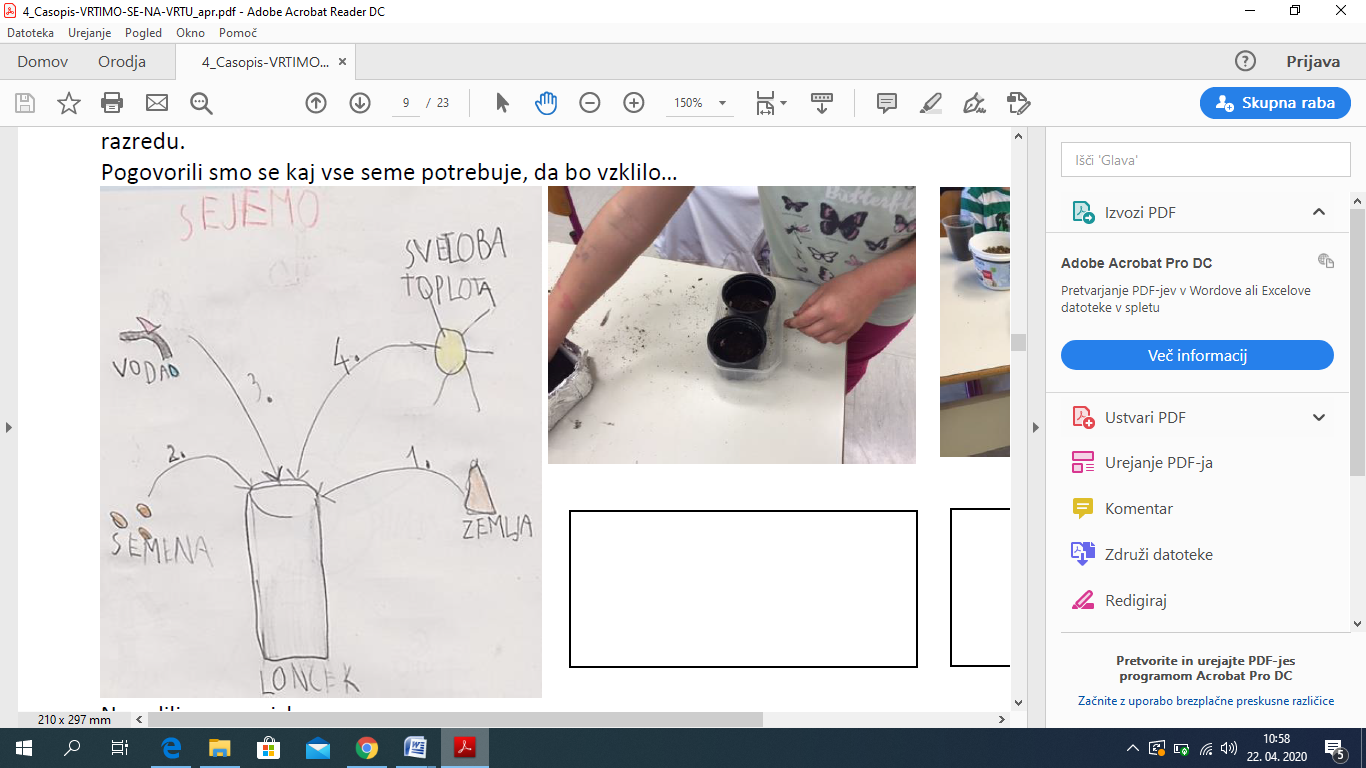 4_Casopis-VRTIMO-SE-NA-VRTU_apr.pdf - Adobe Acrobat Reader DC
Datoteka Urejanje Pogled Okno Pomoč
Domov Orodja 4_Casopis-VRTIMO... × Prijava
9 / 23 150% Skupna raba
razredu.
Pogovorili smo se kaj vse seme potrebuje, da bo vzklilo...
SEJEMO
SVETLOBA
TOPLOTA
VODA
4.
3.
2.
1.
SEMENA
ZEMLJA
LONČEK
Butterfl
210 x 297 mm
Išči 'Glava'
Izvozi PDF
Adobe Acrobat Pro DC
Pretvarjanje PDF-jev v Wordove ali Excelove
datoteke v spletu
Več informacij
Ustvari PDF
Urejanje PDF-ja
Komentar
Združi datoteke
Redigiraj
Pretvorite in urejajte PDF-jes
programom Acrobat Pro DC
Začnite z uporabo brezplačne preskusne različice
10:58
22. 04. 2020
5